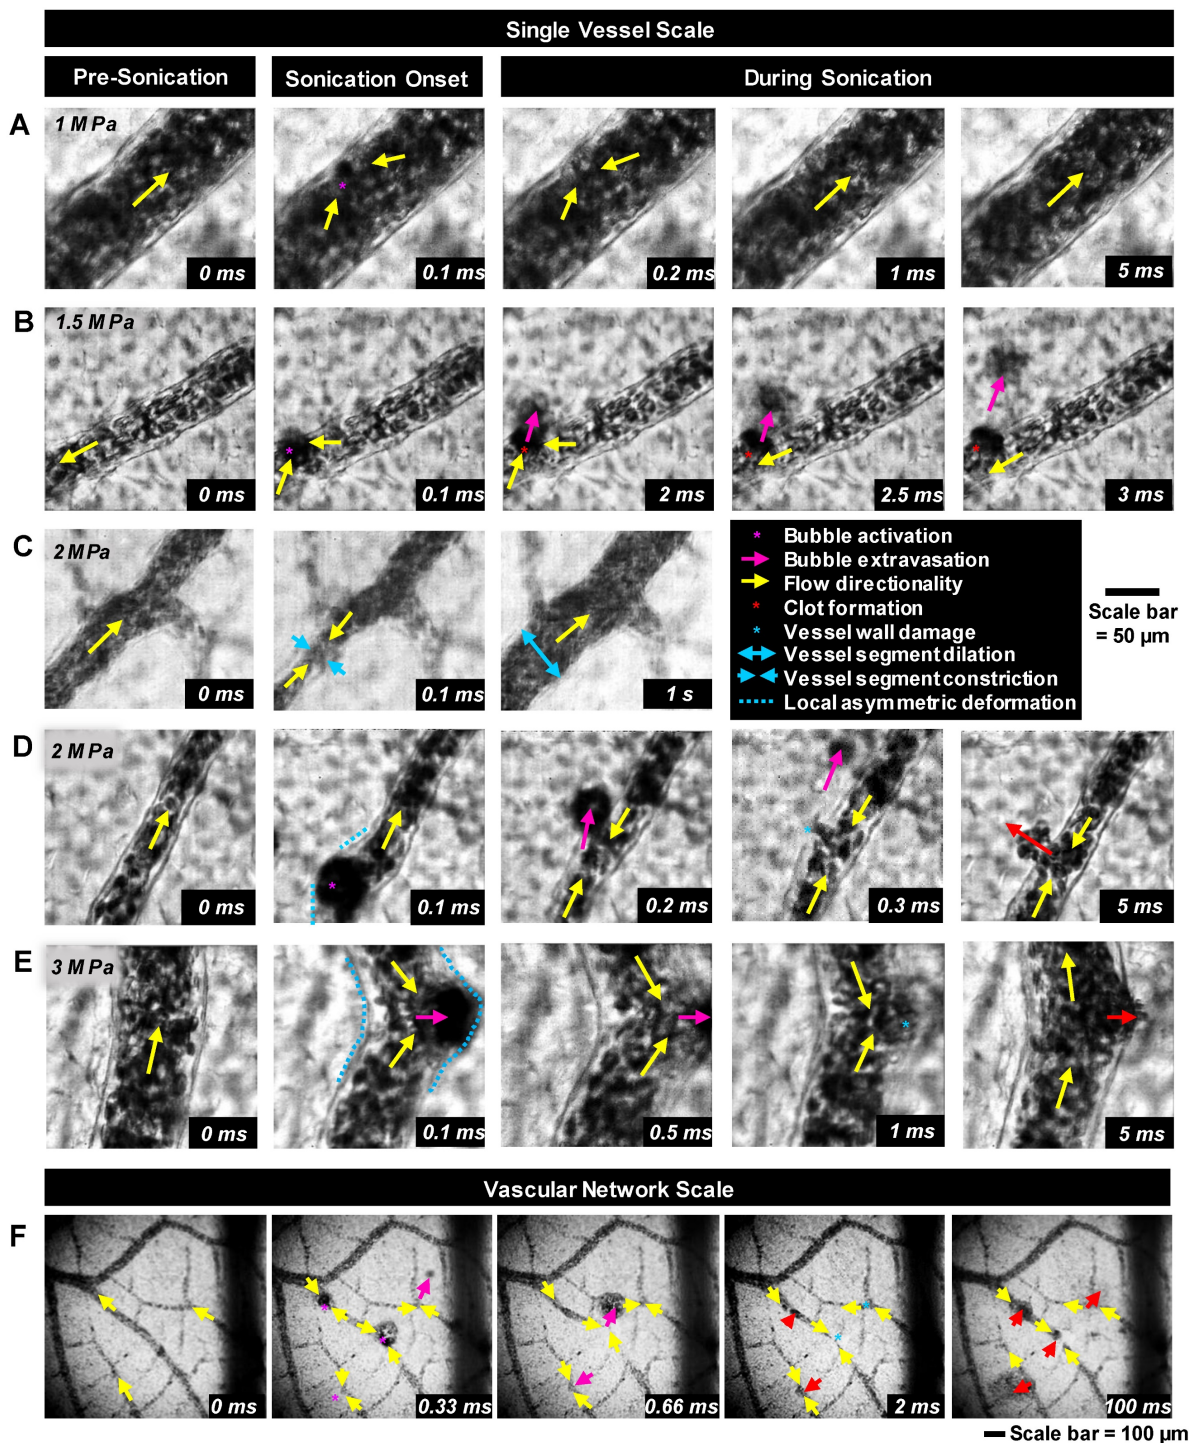 Single Vessel Scale
Pre-Sonication
Sonication Onset
During Sonication
A
1 MPa
0 ms
0.1 ms
0.2 ms
1 ms
5 ms
B
1.5 MPa
0 ms
0.1 ms
2 ms
2.5 ms
3 ms
C
2 MPa
0 ms
0.1 ms
1 s
* Bubble activation
Bubble extravasation
Flow directionality
* Clot formation
* Vessel wall damage
Vessel segment dilation
Vessel segment constriction
Local asymmetric deformation
Scale bar
= 50 µm
D
2 MPa
0 ms
0.1 ms
0.2 ms
0.3 ms
5 ms
E
3 MPa
0 ms
0.1 ms
0.5 ms
1 ms
5 ms
Vascular Network Scale
F
0 ms
0.33 ms
0.66 ms
2 ms
100 ms
Scale bar = 100 µm